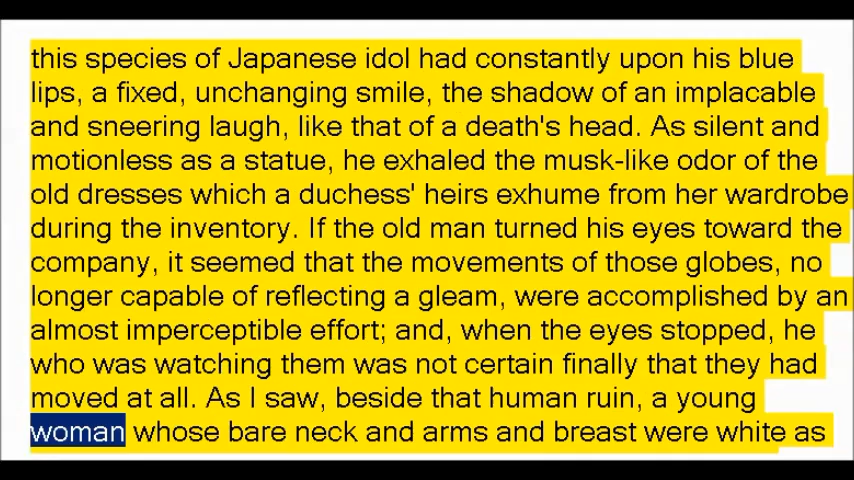 this species of Japanese idol had constantly upon his blue
lips, a fixed, unchanging smile, the shadow of an implacable
and sneering laugh, like that of a death's head. As silent and
motionless as a statue, he exhaled the musk-like odor of the
old dresses which a duchess' heirs exhume from her wardrobe
during the inventory. If the old man turned his eyes toward the
company, it seemed that the movements of those globes, no
longer capable of reflecting a gleam, were accomplished by an
almost imperceptible effort; and, when the eyes stopped, he
who was watching them was not certain finally that they had
moved at all. As I saw, beside that human ruin, a young
woman whose bare neck and arms and breast were white as